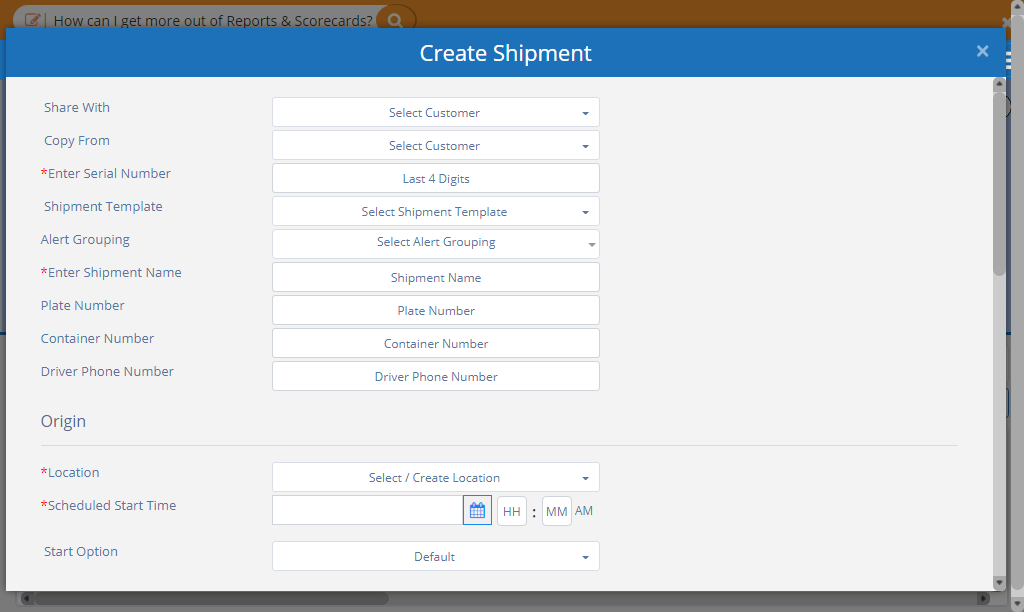 How can I get more out of Reports & Scorecards?
Create Shipment ×
Share With Select Customer
Copy From Select Customer
*Enter Serial Number Last 4 Digits
Shipment Template Select Shipment Template
Alert Grouping Select Alert Grouping
*Enter Shipment Name Shipment Name
Plate Number Plate Number
Container Number Container Number
Driver Phone Number Driver Phone Number
Origin
*Location Select / Create Location
*Scheduled Start Time HH : MM AM
Start Option Default